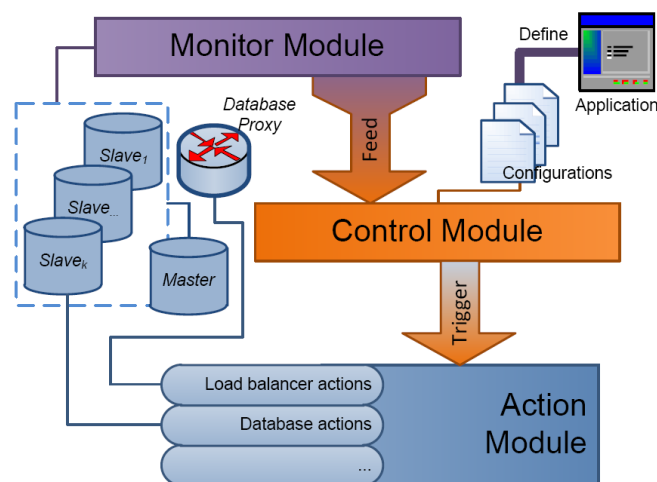 Monitor Module
Define
Application
Database
Proxy
Feed
Configurations
Slave1
Slave...
Slavek
Master
Control Module
Trigger
Load balancer actions
Database actions
...
Action
Module